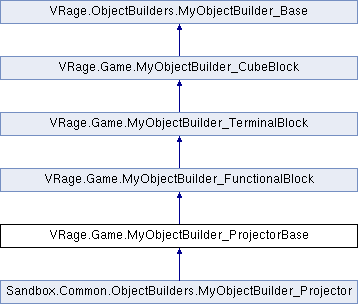 VRage.ObjectBuilders.MyObjectBuilder_Base
VRage.Game.MyObjectBuilder_CubeBlock
VRage.Game.MyObjectBuilder_TerminalBlock
VRage.Game.MyObjectBuilder_FunctionalBlock
VRage.Game.MyObjectBuilder_ProjectorBase
Sandbox.Common.ObjectBuilders.MyObjectBuilder_Projector